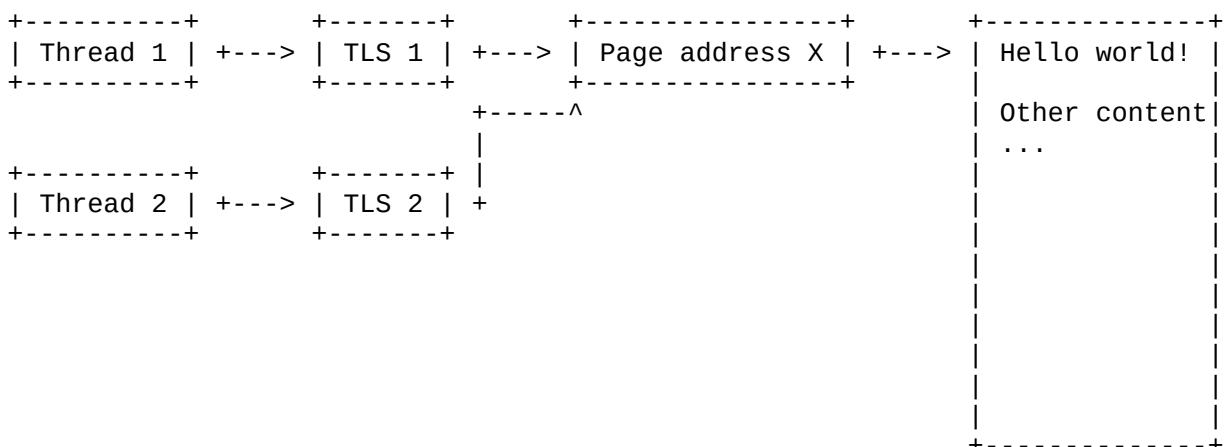 Thread 1 TLS 1 Page address X Hello world!
Other content
...
Thread 2 TLS 2